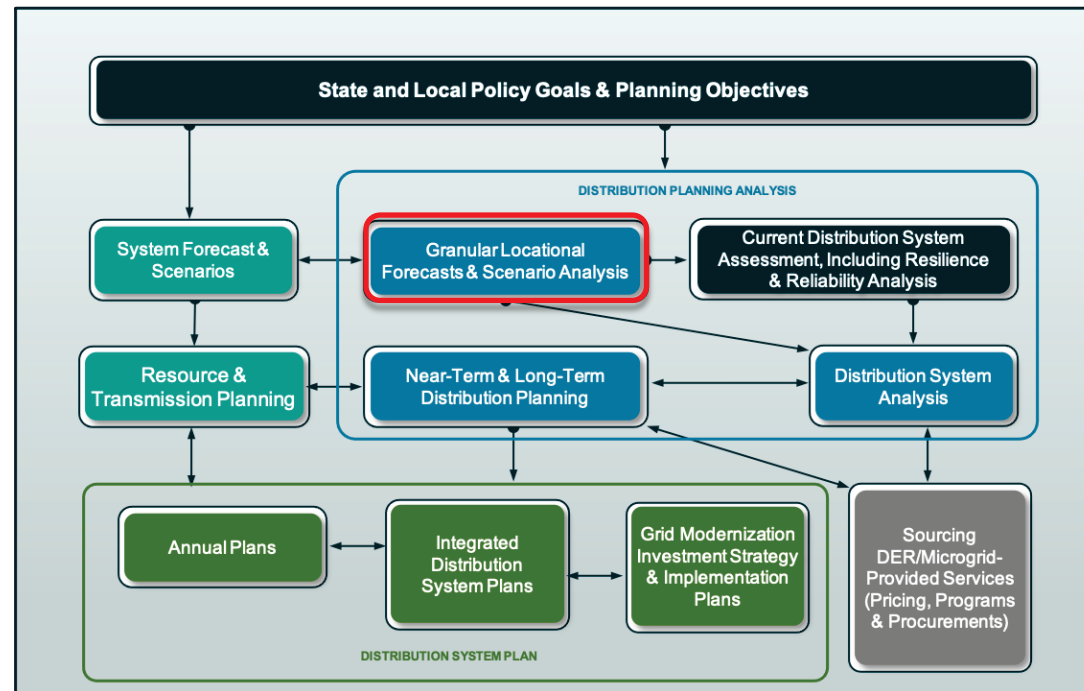 State and Local Policy Goals & Planning Objectives
DISTRIBUTION PLANNING ANALYSIS
System Forecast &
Scenarios
Granular Locational
Forecasts & Scenario Analysis
Current Distribution System
Assessment, Including Resilience
& Reliability Analysis
Resource &
Transmission Planning
Near-Term & Long-Term
Distribution Planning
Distribution System
Analysis
Annual Plans
Integrated
Distribution
System Plans
Grid Modernization
Investment Strategy
& Implementation
Plans
Sourcing
DER/Microgrid-
Provided Services
(Pricing, Programs
& Procurements)
DISTRIBUTION SYSTEM PLAN